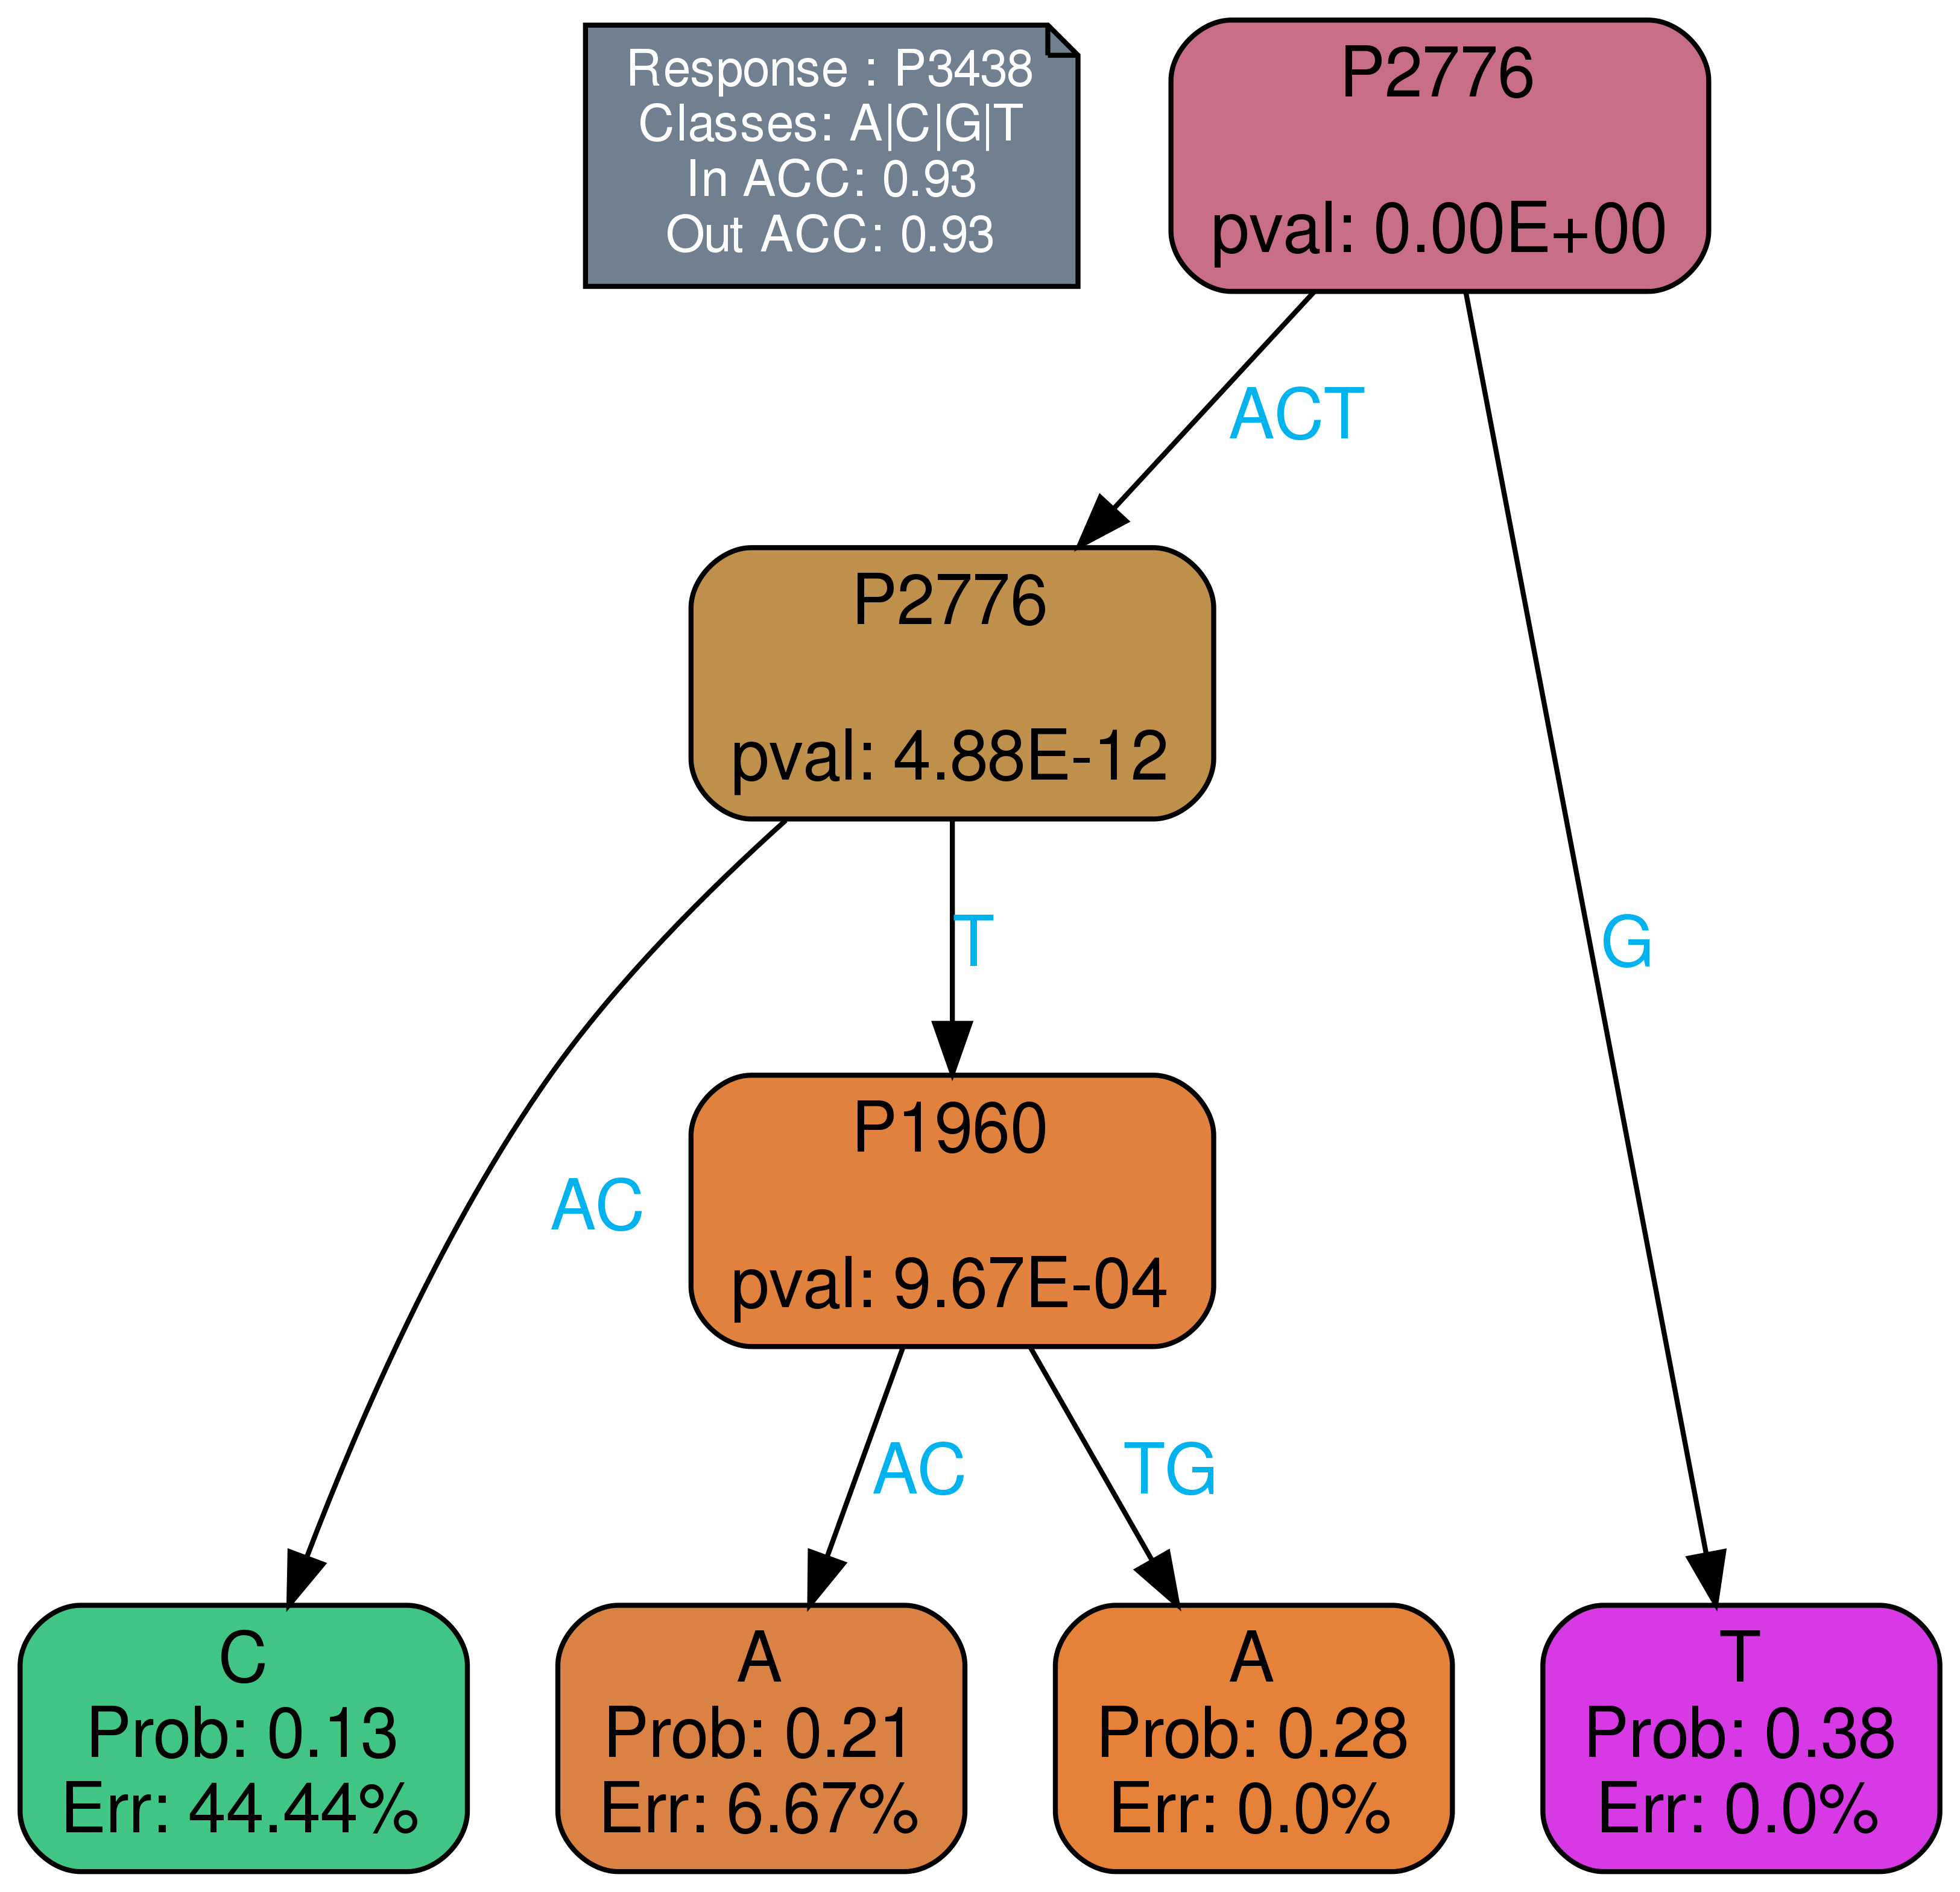 Response : P3438
Classes: A|C|G|T
In ACC: 0.93
Out ACC: 0.93
P2776
pval: 0.00E+00
ACT
P2776
pval: 4.88E-12
T
G
P1960
pval: 9.67E-04
AC
AC
TG
C
Prob: 0.13
Err: 44.44%
A
Prob: 0.21
Err: 6.67%
A
Prob: 0.28
Err: 0.0%
T
Prob: 0.38
Err: 0.0%